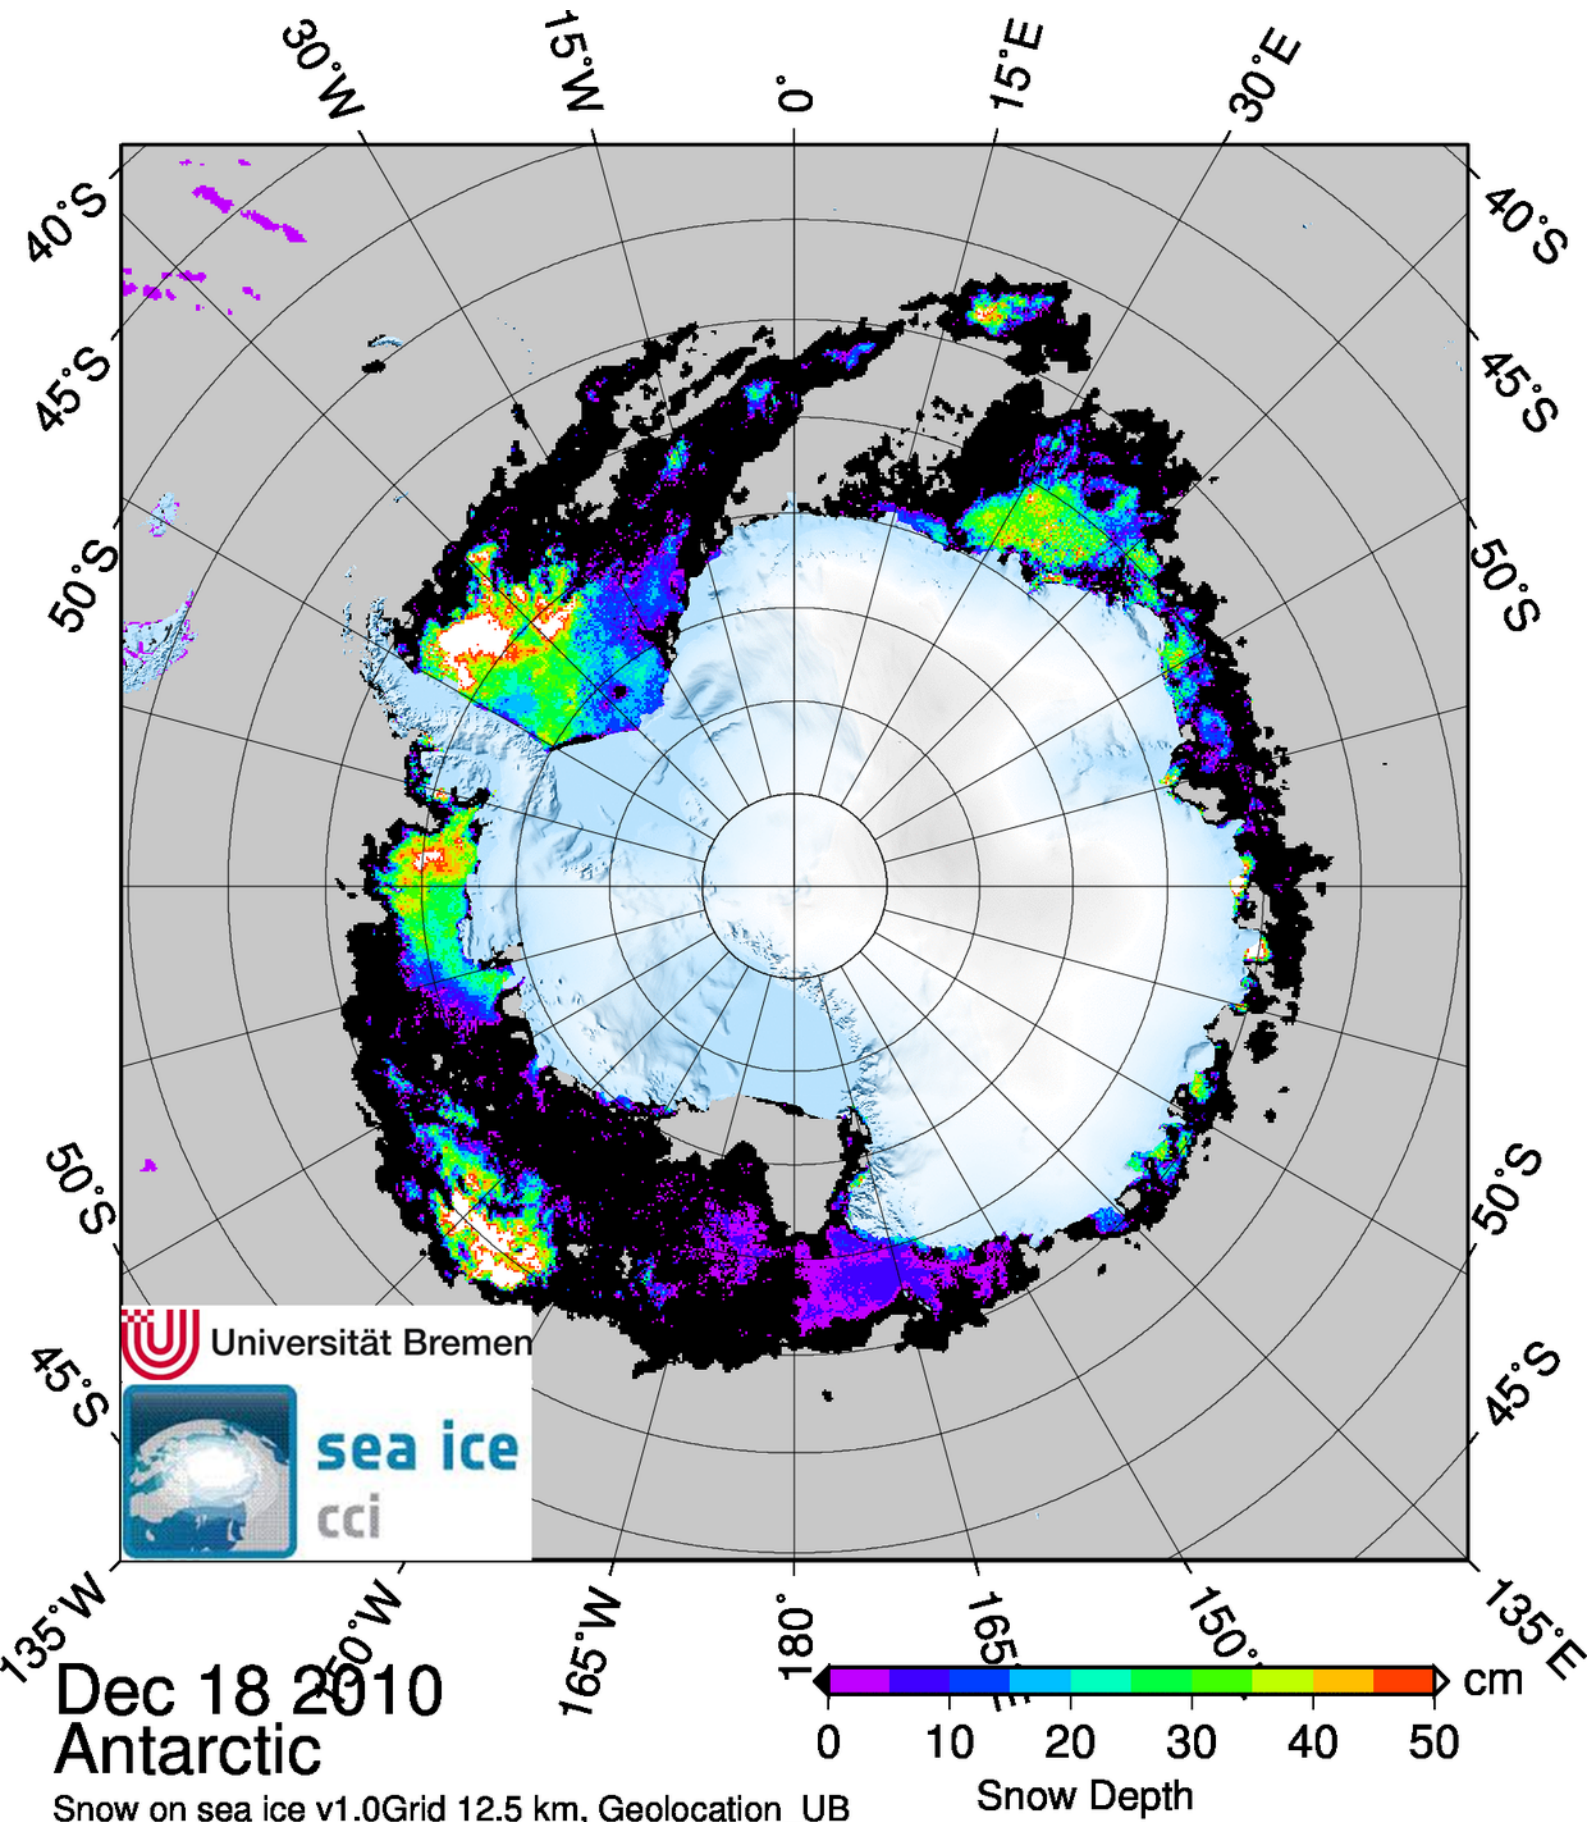 30°W 15°W 0° 15°E 30°E
40°S 40°S
45°S 45°S
50°S 50°S
50°S 50°S
45°S 45°S
Universität Bremen
sea ice
cci
135°W 165°W 180° 150° 135°E
Dec 18 2010
Antarctic
Snow on sea ice v1.0Grid 12.5 km, Geolocation UB
cm
0 10 20 30 40 50
Snow Depth